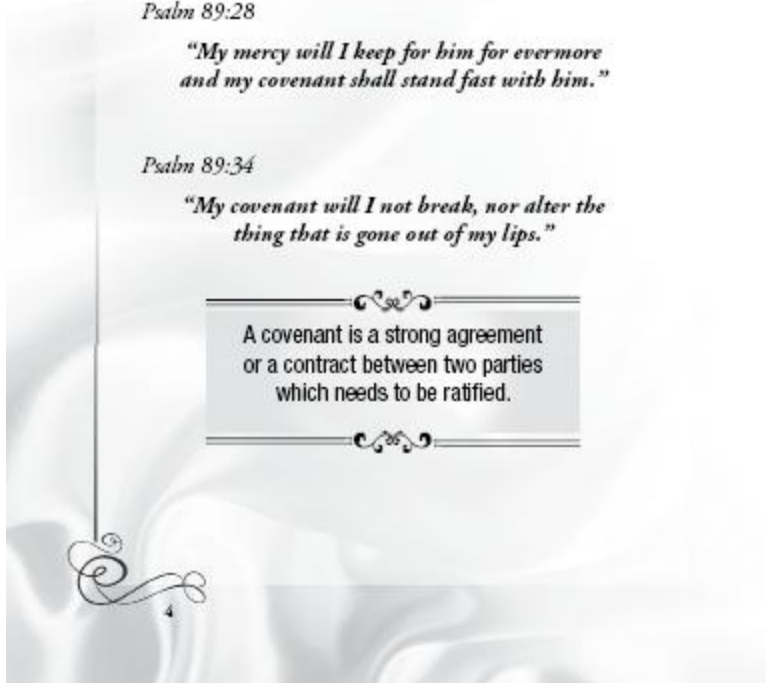 Psalm 89:28
“My mercy will I keep for him for evermore
and my covenant shall stand fast with him.”
Psalm 89:34
“My covenant will I not break, nor alter the
thing that is gone out of my lips.”
A covenant is a strong agreement
or a contract between two parties
which needs to be ratified.
4